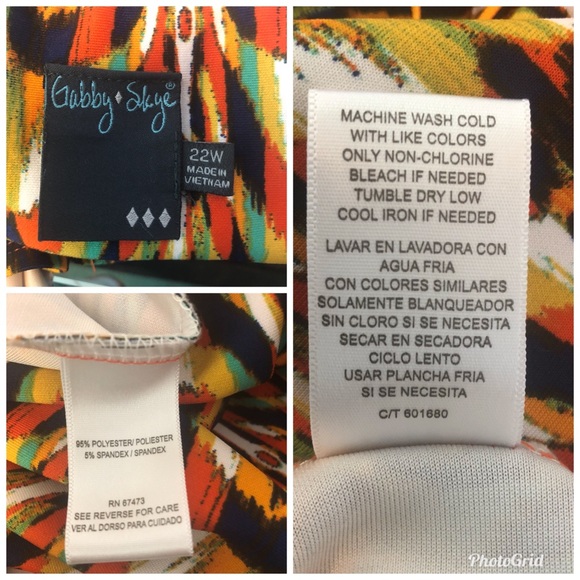 Gabby Skye®
22W
MADE IN
VIETNAM
MACHINE WASH COLD
WITH LIKE COLORS
ONLY NON-CHLORINE
BLEACH IF NEEDED
TUMBLE DRY LOW
COOL IRON IF NEEDED
LAVAR EN LAVADORA CON
AGUA FRIA
CON COLORES SIMILARES
SOLAMENTE BLANQUEADOR
SIN CLORO SI SE NECESITA
SECAR EN SECADORA
CICLO LENTO
USAR PLANCHA FRIA
SI SE NECESITA
C/T 601680
95% POLYESTER/ POLIESTER
5% SPANDEX / SPANDEX
RN 67473
SEE REVERSE FOR CARE
VER AL DORSO PARA CUIDADO
PhotoGrid